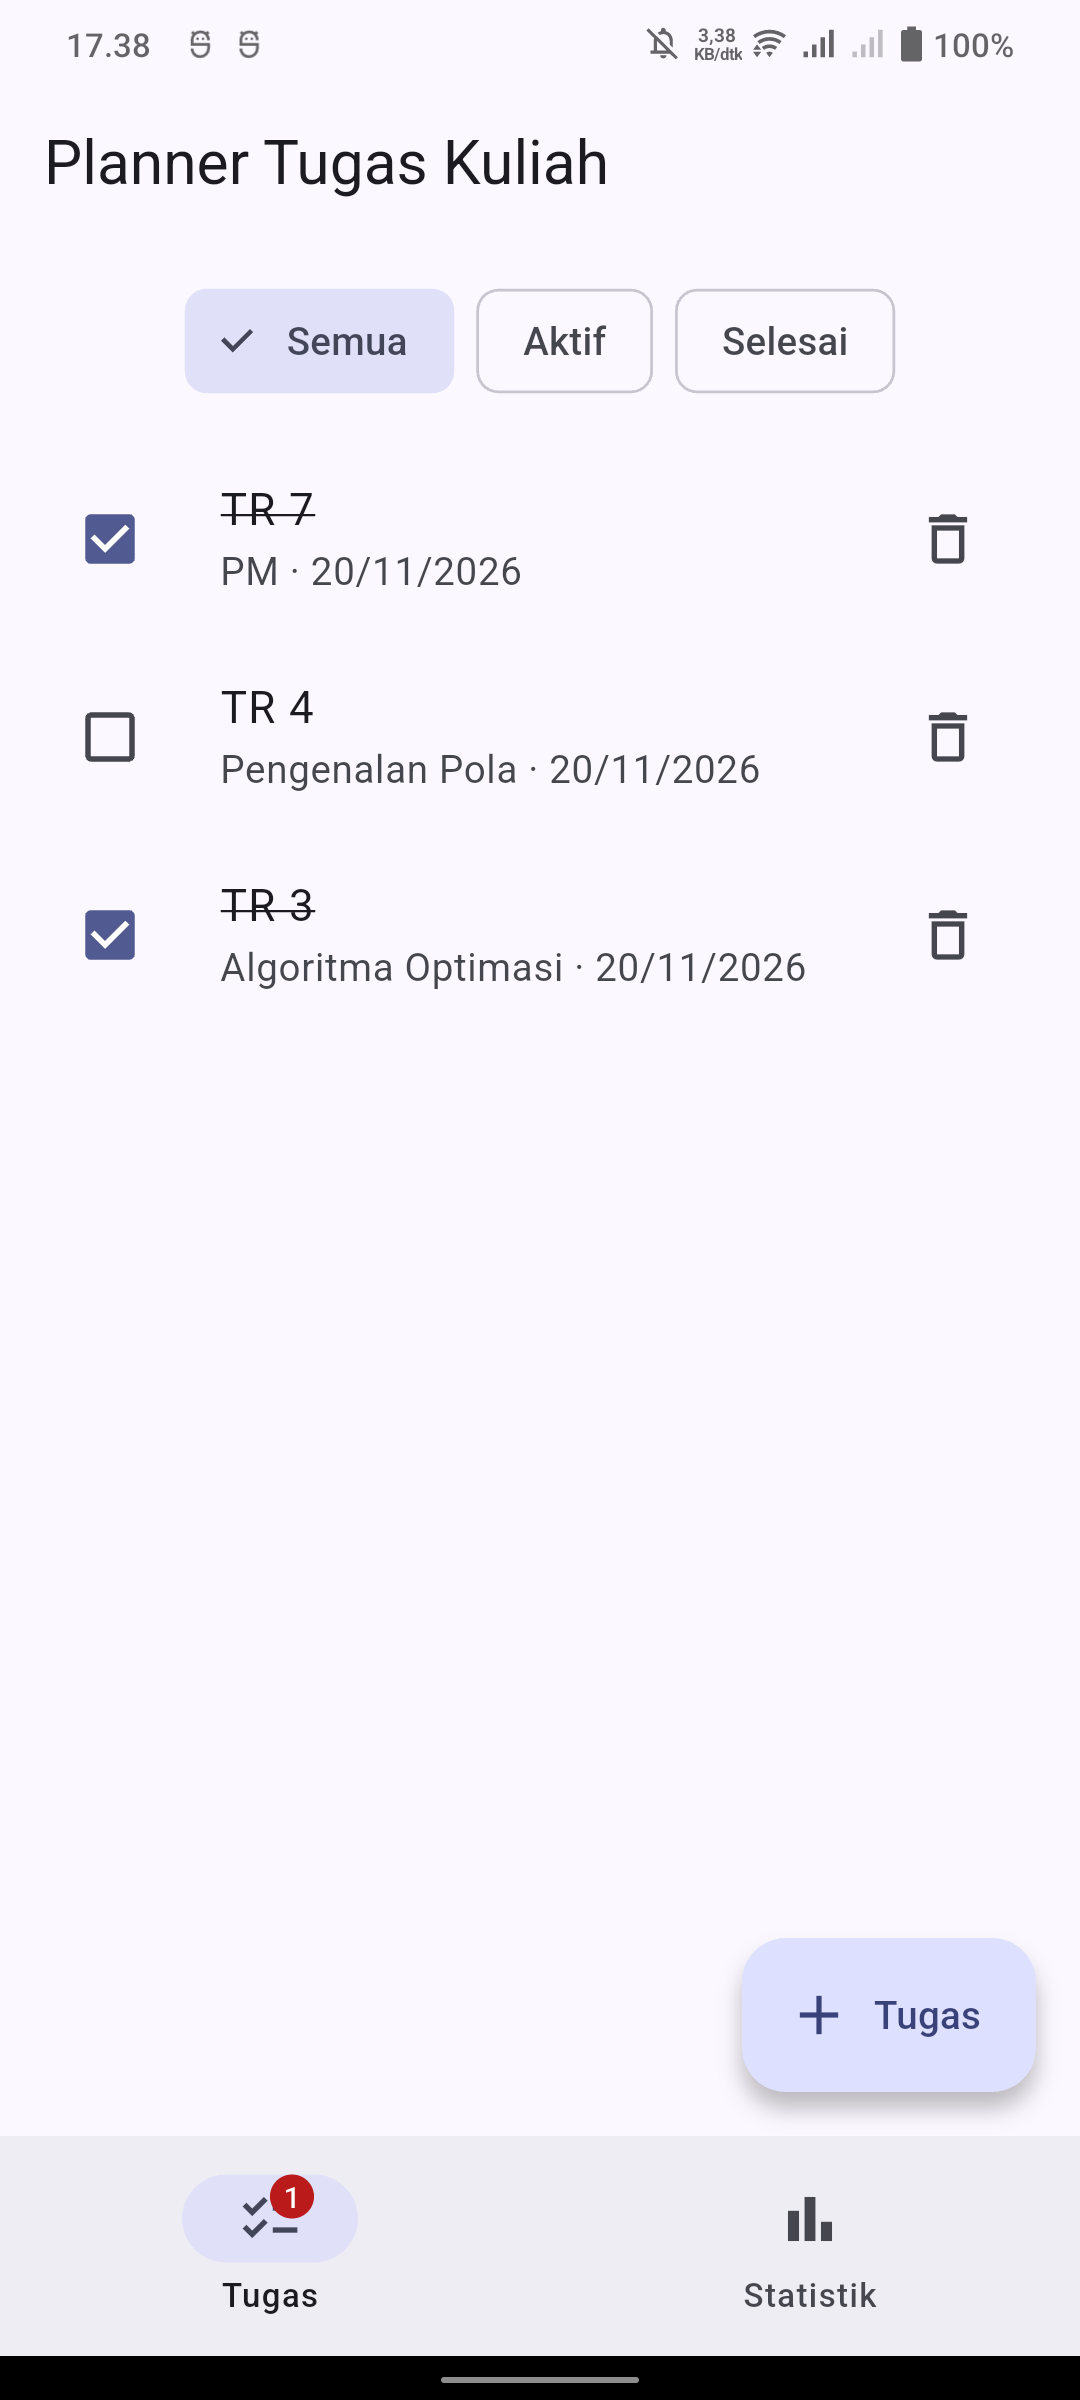 17.38
3,38
KB/dtk
100%
Planner Tugas Kuliah
Semua
Aktif
Selesai
TR 7
PM · 20/11/2026
TR 4
Pengenalan Pola · 20/11/2026
TR 3
Algoritma Optimasi · 20/11/2026
Tugas
1
Tugas
Statistik